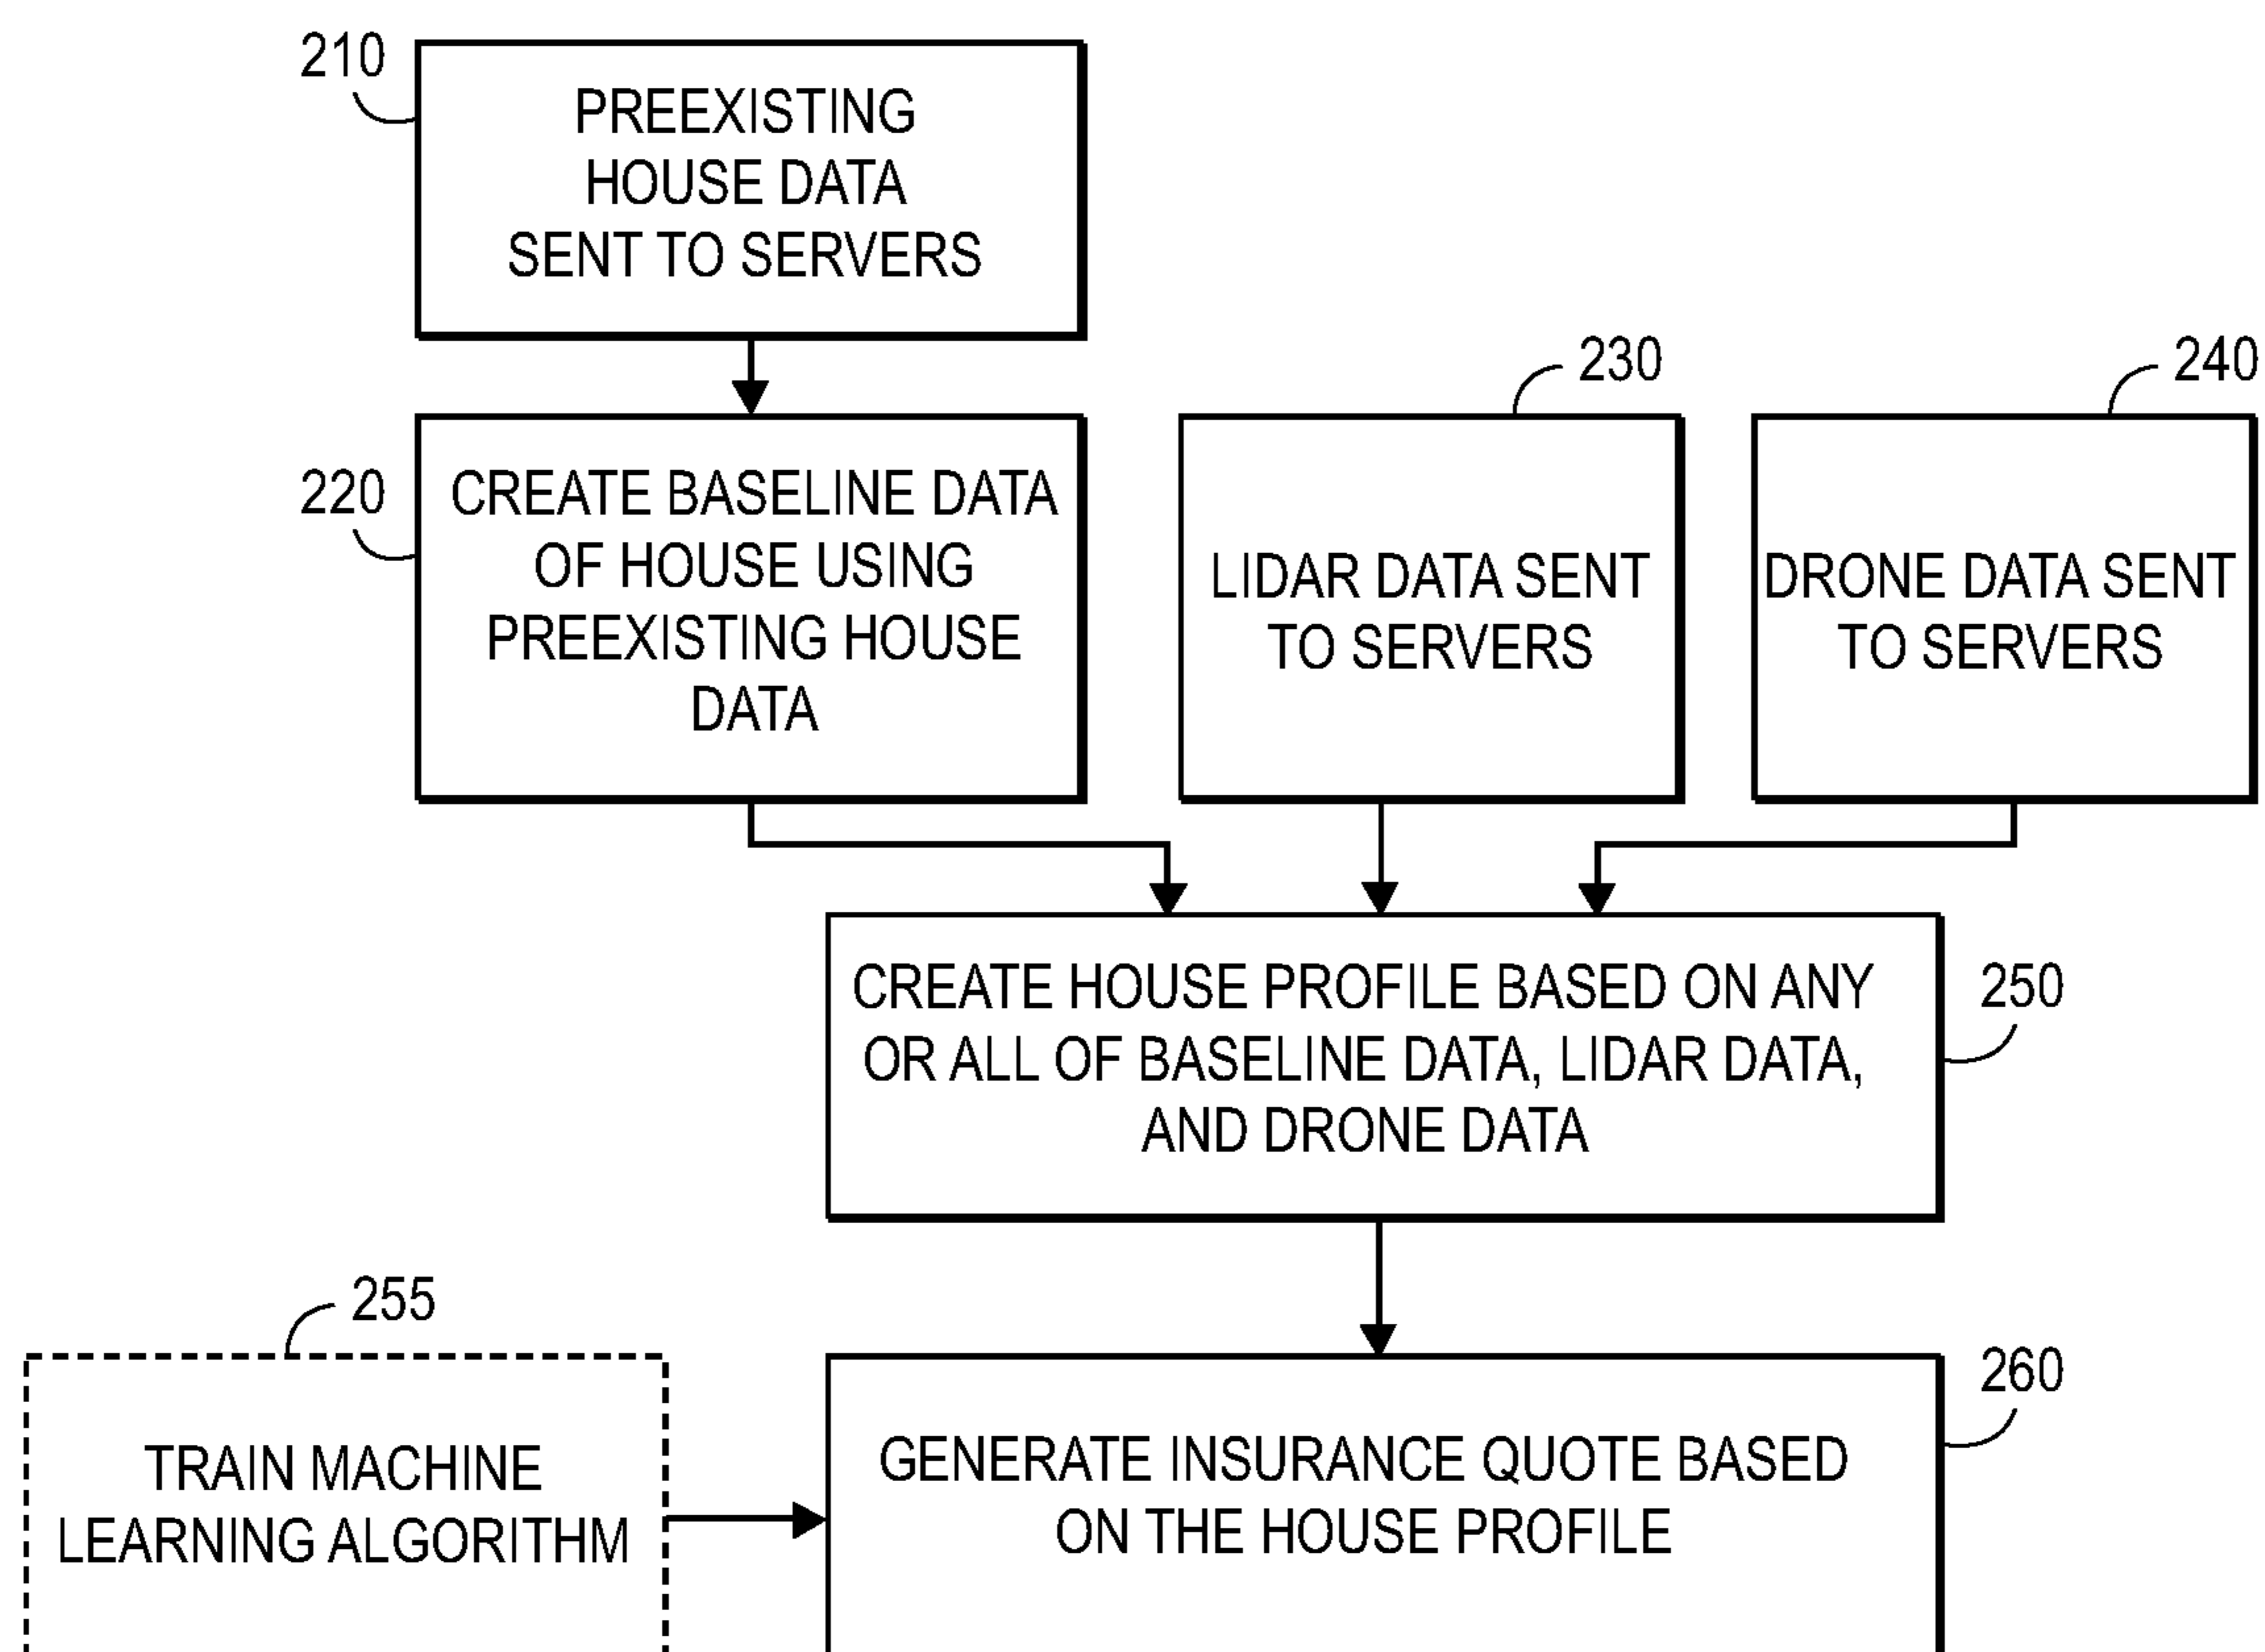 210
PREEXISTING
HOUSE DATA
SENT TO SERVERS
220
CREATE BASELINE DATA
OF HOUSE USING
PREEXISTING HOUSE
DATA
230
LIDAR DATA SENT
TO SERVERS
240
DRONE DATA SENT
TO SERVERS
CREATE HOUSE PROFILE BASED ON ANY
OR ALL OF BASELINE DATA, LIDAR DATA,
AND DRONE DATA
250
255
TRAIN MACHINE
LEARNING ALGORITHM
GENERATE INSURANCE QUOTE BASED
ON THE HOUSE PROFILE
260